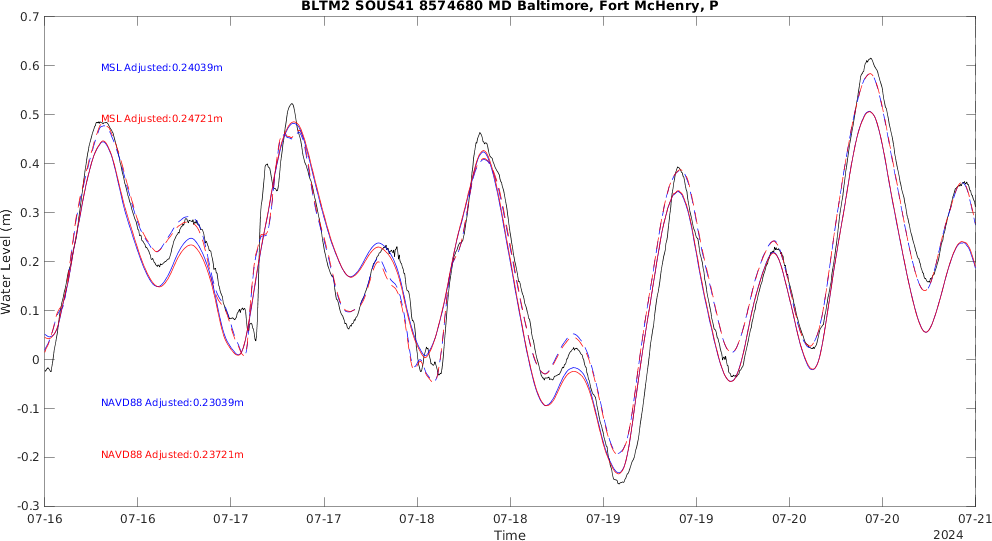 BLTM2 SOUS41 8574680 MD Baltimore, Fort McHenry, P
0.7
0.6
MSL Adjusted:0.24039m
0.5
MSL Adjusted:0.24721m
0.4
0.3
Water Level (m)
0.2
0.1
0
-0.1
NAVD88 Adjusted:0.23039m
-0.2
NAVD88 Adjusted:0.23721m
-0.3
07-16 07-16 07-17 07-17 07-18 07-18 07-19 07-19 07-20 07-20 07-21
Time
2024